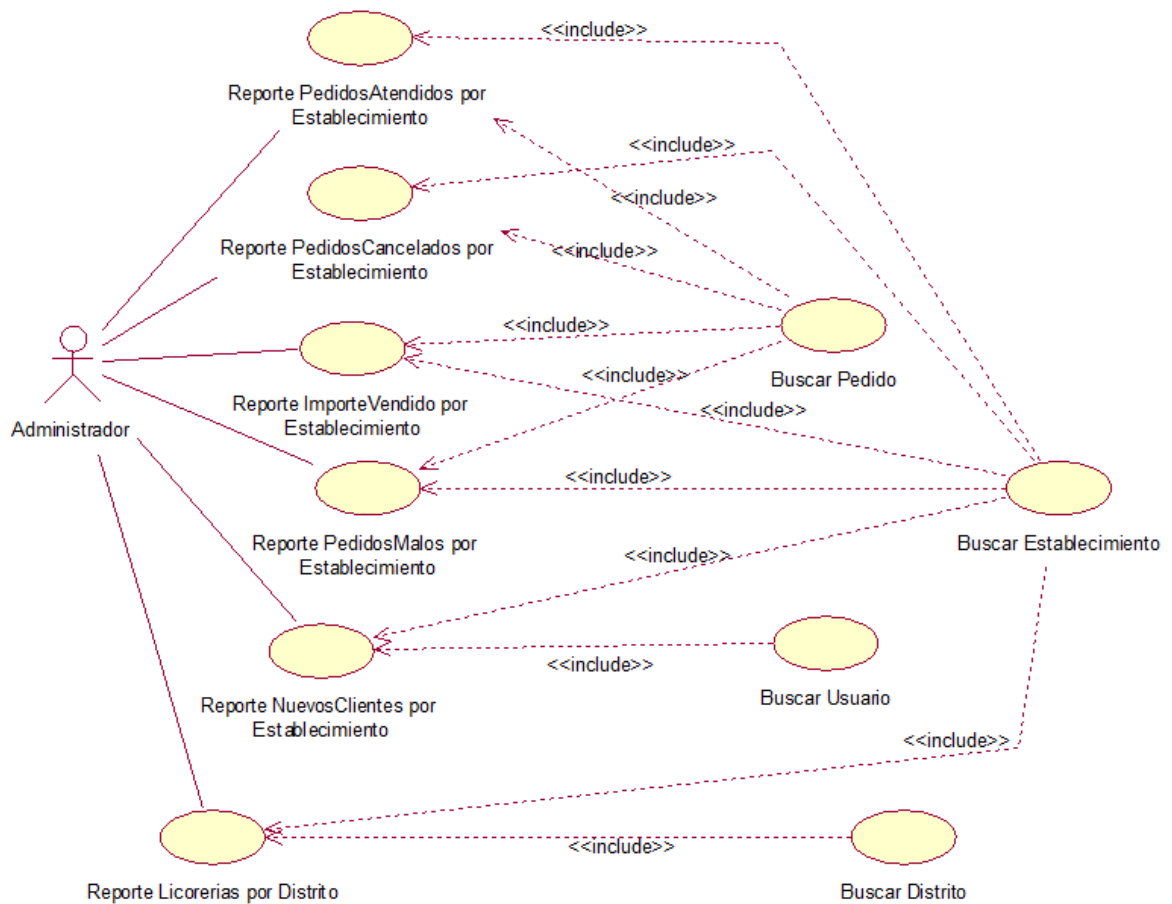 <<include>>
Reporte PedidosAtendidos por
Establecimiento
<<include>>
<<include>>
Reporte PedidosCancelados por
Establecimiento
<<include>>
<<include>>
Buscar Pedido
<<include>>
Reporte ImporteVendido por
Establecimiento
<<include>>
Administrador
<<include>>
Reporte PedidosMalos por
Establecimiento
Buscar Establecimiento
<<include>>
<<include>>
Reporte NuevosClientes por
Establecimiento
Buscar Usuario
<<include>>
<<include>>
Reporte Licorerias por Distrito
Buscar Distrito